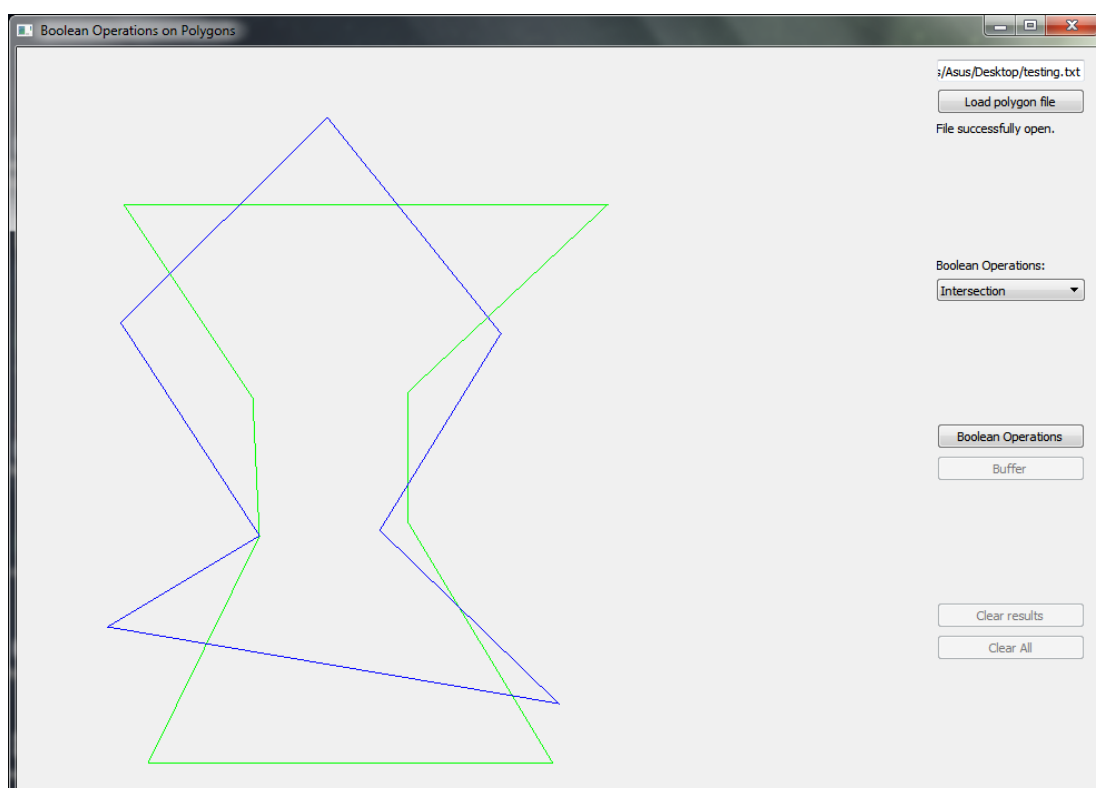 Boolean Operations on Polygons
s/Asus/Desktop/testing.txt
Load polygon file
File successfully open.
Boolean Operations:
Intersection
Boolean Operations
Buffer
Clear results
Clear All